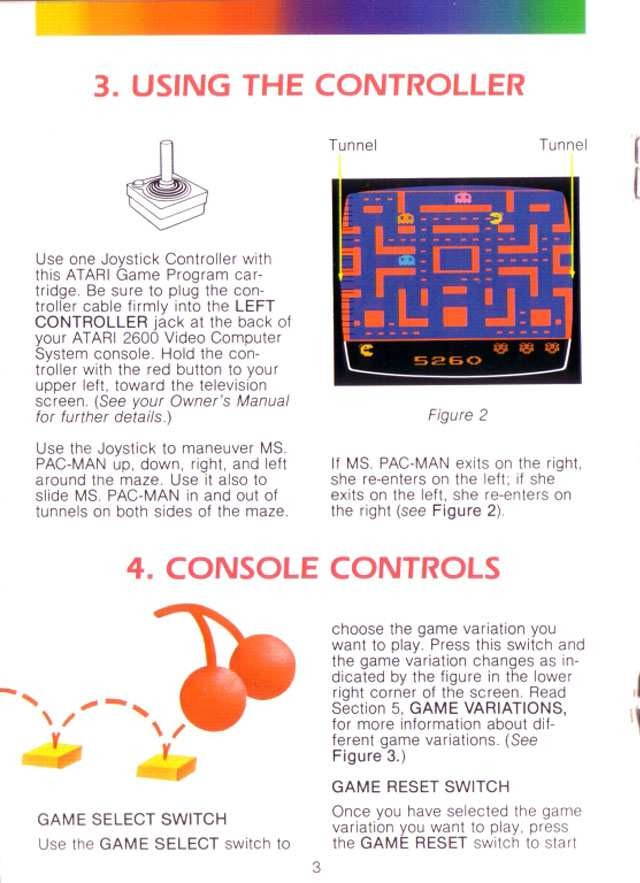 3. USING THE CONTROLLER
Use one Joystick Controller with
this ATARI Game Program car-
tridge. Be sure to plug the con-
troller cable firmly into the LEFT
CONTROLLER jack at the back of
your ATARI 2600 Video Computer
System console. Hold the con-
troller with the red button to your
upper left, toward the television
screen. (See your Owner's Manual
for further details.)
Use the Joystick to maneuver MS.
PAC-MAN up, down, right, and left
around the maze. Use it also to
slide MS. PAC-MAN in and out of
tunnels on both sides of the maze.
Tunnel
Tunnel
5260
Figure 2
If MS. PAC-MAN exits on the right,
she re-enters on the left; if she
exits on the left, she re-enters on
the right (see Figure 2).
4. CONSOLE CONTROLS
GAME SELECT SWITCH
Use the GAME SELECT switch to
choose the game variation you
want to play. Press this switch and
the game variation changes as in-
dicated by the figure in the lower
right corner of the screen. Read
Section 5, GAME VARIATIONS,
for more information about dif-
ferent game variations. (See
Figure 3.)
GAME RESET SWITCH
Once you have selected the game
variation you want to play, press
the GAME RESET switch to start
3